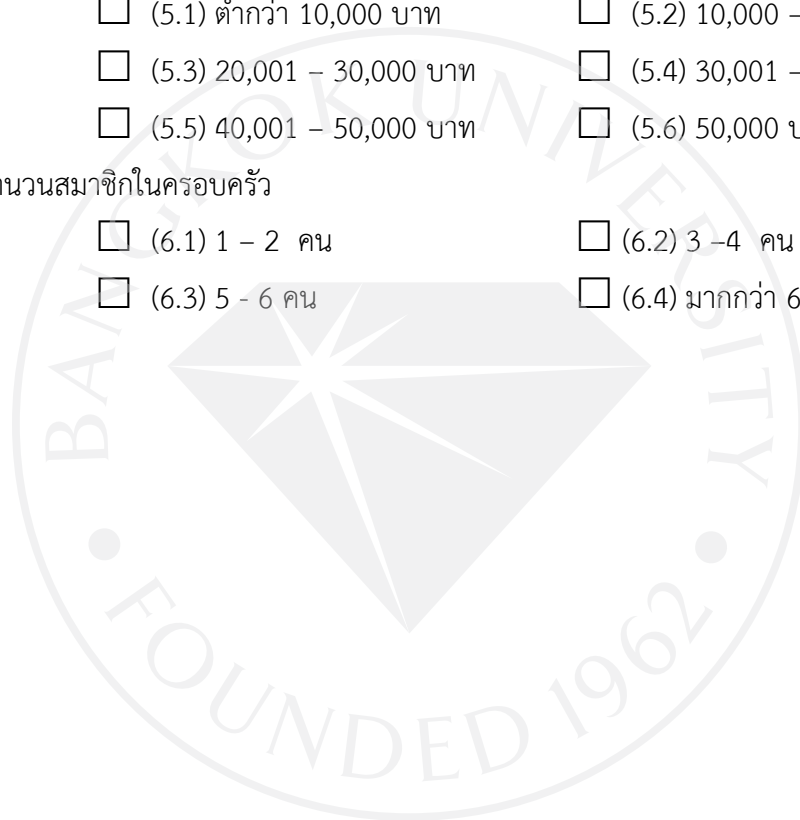 (5.1) ต่ำกว่า 10,000 บาท (5.2) 10,000 –
(5.3) 20,001 – 30,000 บาท (5.4) 30,001 –
(5.5) 40,001 – 50,000 บาท (5.6) 50,000
นวนสมาชิกในครอบครัว
(6.1) 1 – 2 คน (6.2) 3 –4 คน
(6.3) 5 - 6 คน (6.4) มากกว่า 6
BANGKOK UNIVERSITY
FOUNDED 1962